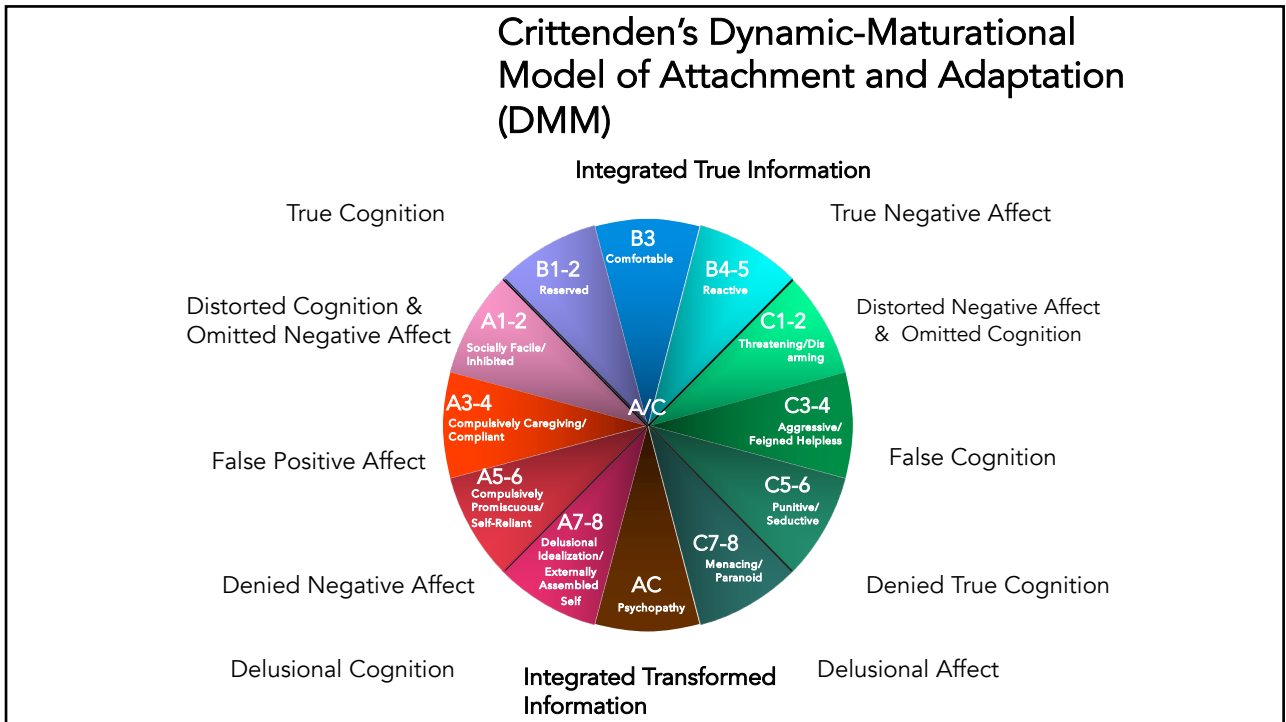 Crittenden's Dynamic-Maturational
Model of Attachment and Adaptation
(DMM)
Integrated True Information
True Cognition
True Negative Affect
B3
Comfortable
B1-2
Reserved
B4-5
Reactive
Distorted Cognition &
Omitted Negative Affect
Distorted Negative Affect
& Omitted Cognition
A1-2
Socially Facile/
Inhibited
C1-2
Threatening/Dis
arming
A/C
A3-4
Compulsively Caregiving/
Compliant
C3-4
Aggressive/
Feigned Helpless
False Positive Affect
False Cognition
A5-6
Compulsively
Promiscuous/
Self-Reliant
C5-6
Punitive/
Seductive
A7-8
Delusional
Idealization/
Externally
Assembled
Self
C7-8
Menacing/
Paranoid
AC
Psychopathy
Denied Negative Affect
Denied True Cognition
Delusional Cognition
Integrated Transformed
Information
Delusional Affect